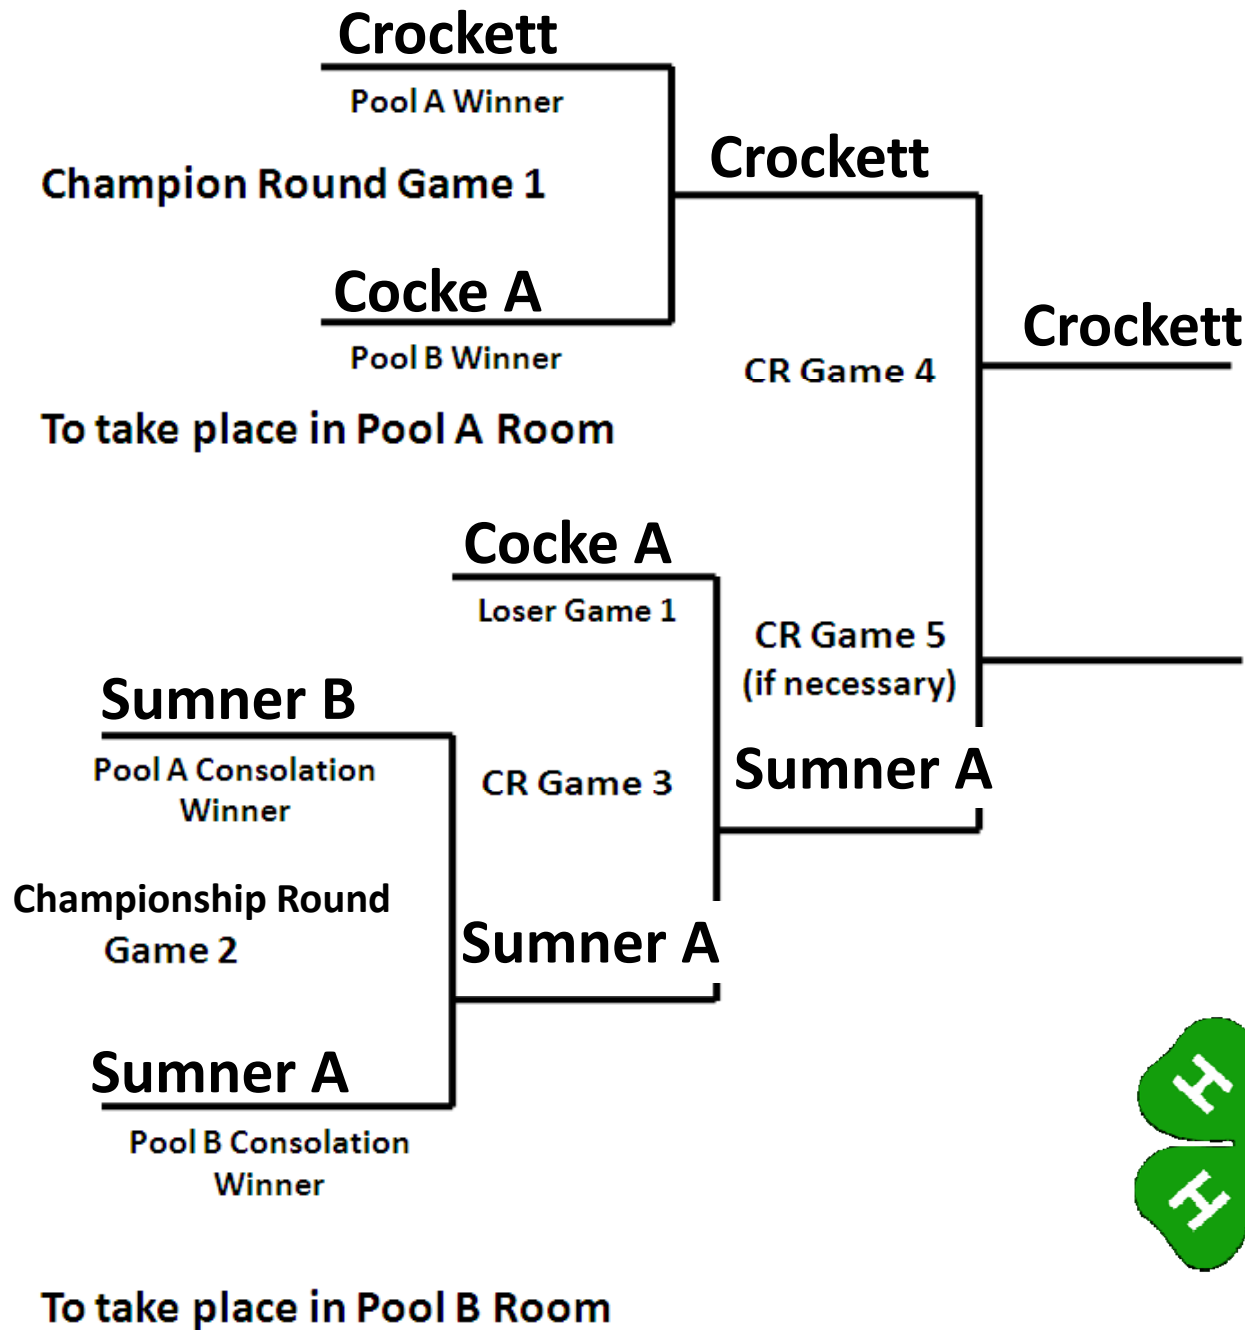 Crockett
Pool A Winner
Crockett
Champion Round Game 1
Cocke A
Pool B Winner
Crockett
CR Game 4
To take place in Pool A Room
Cocke A
Loser Game 1
CR Game 5
(if necessary)
Sumner B
Pool A Consolation
Winner
CR Game 3
Sumner A
Championship Round
Game 2
Sumner A
Sumner A
Pool B Consolation
Winner
To take place in Pool B Room
H
H